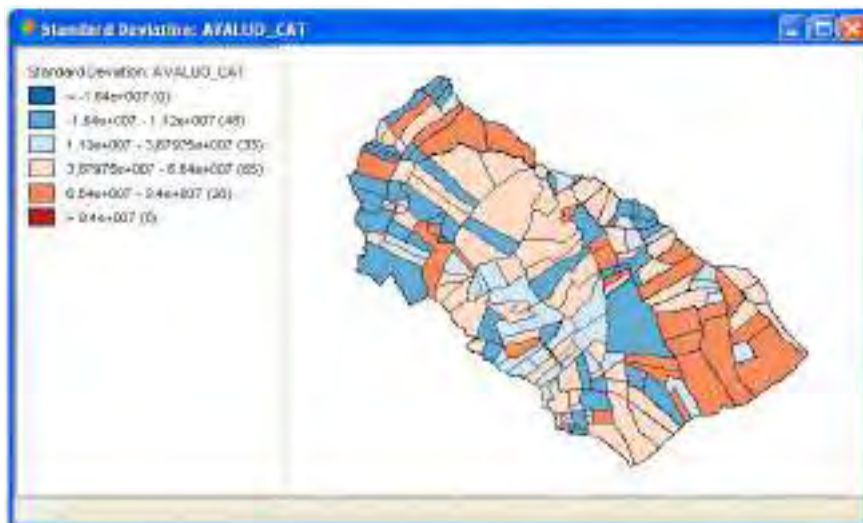 Standard Deviation: AVALUO_CAT
Standard Deviation: AVALUO_CAT
< -1.64e+007 (0)
-1.64e+007 - -1.12e+007 (48)
1.12e+007 - 3.87975e+007 (33)
3.87975e+007 - 6.64e+007 (65)
6.64e+007 - 9.4e+007 (26)
> 9.4e+007 (0)